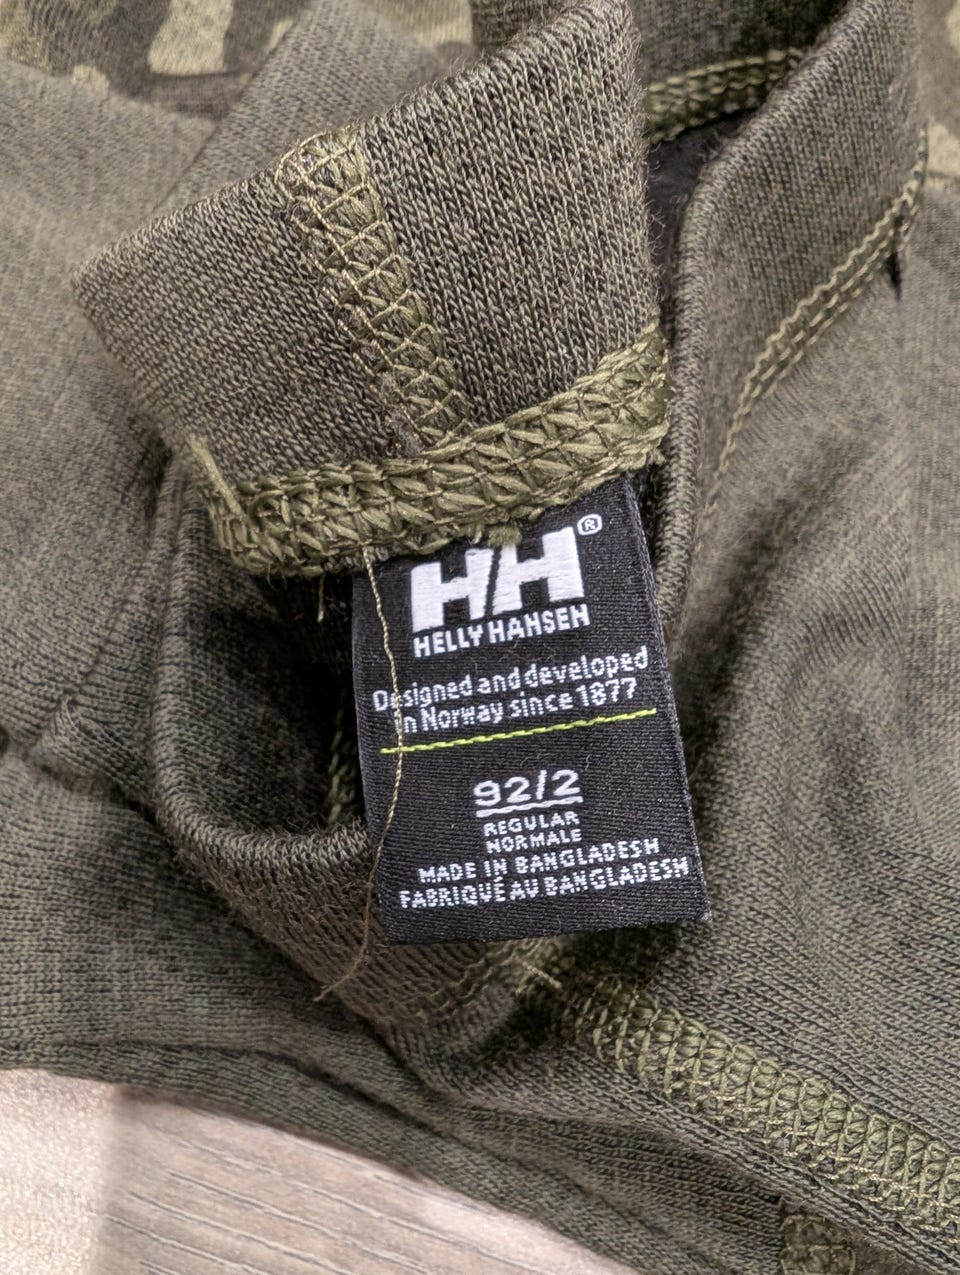 HH®
HELLY HANSEN
Designed and developed
in Norway since 1877
92/2
REGULAR
NORMALE
MADE IN BANGLADESH
FABRIQUÉ AU BANGLADESH